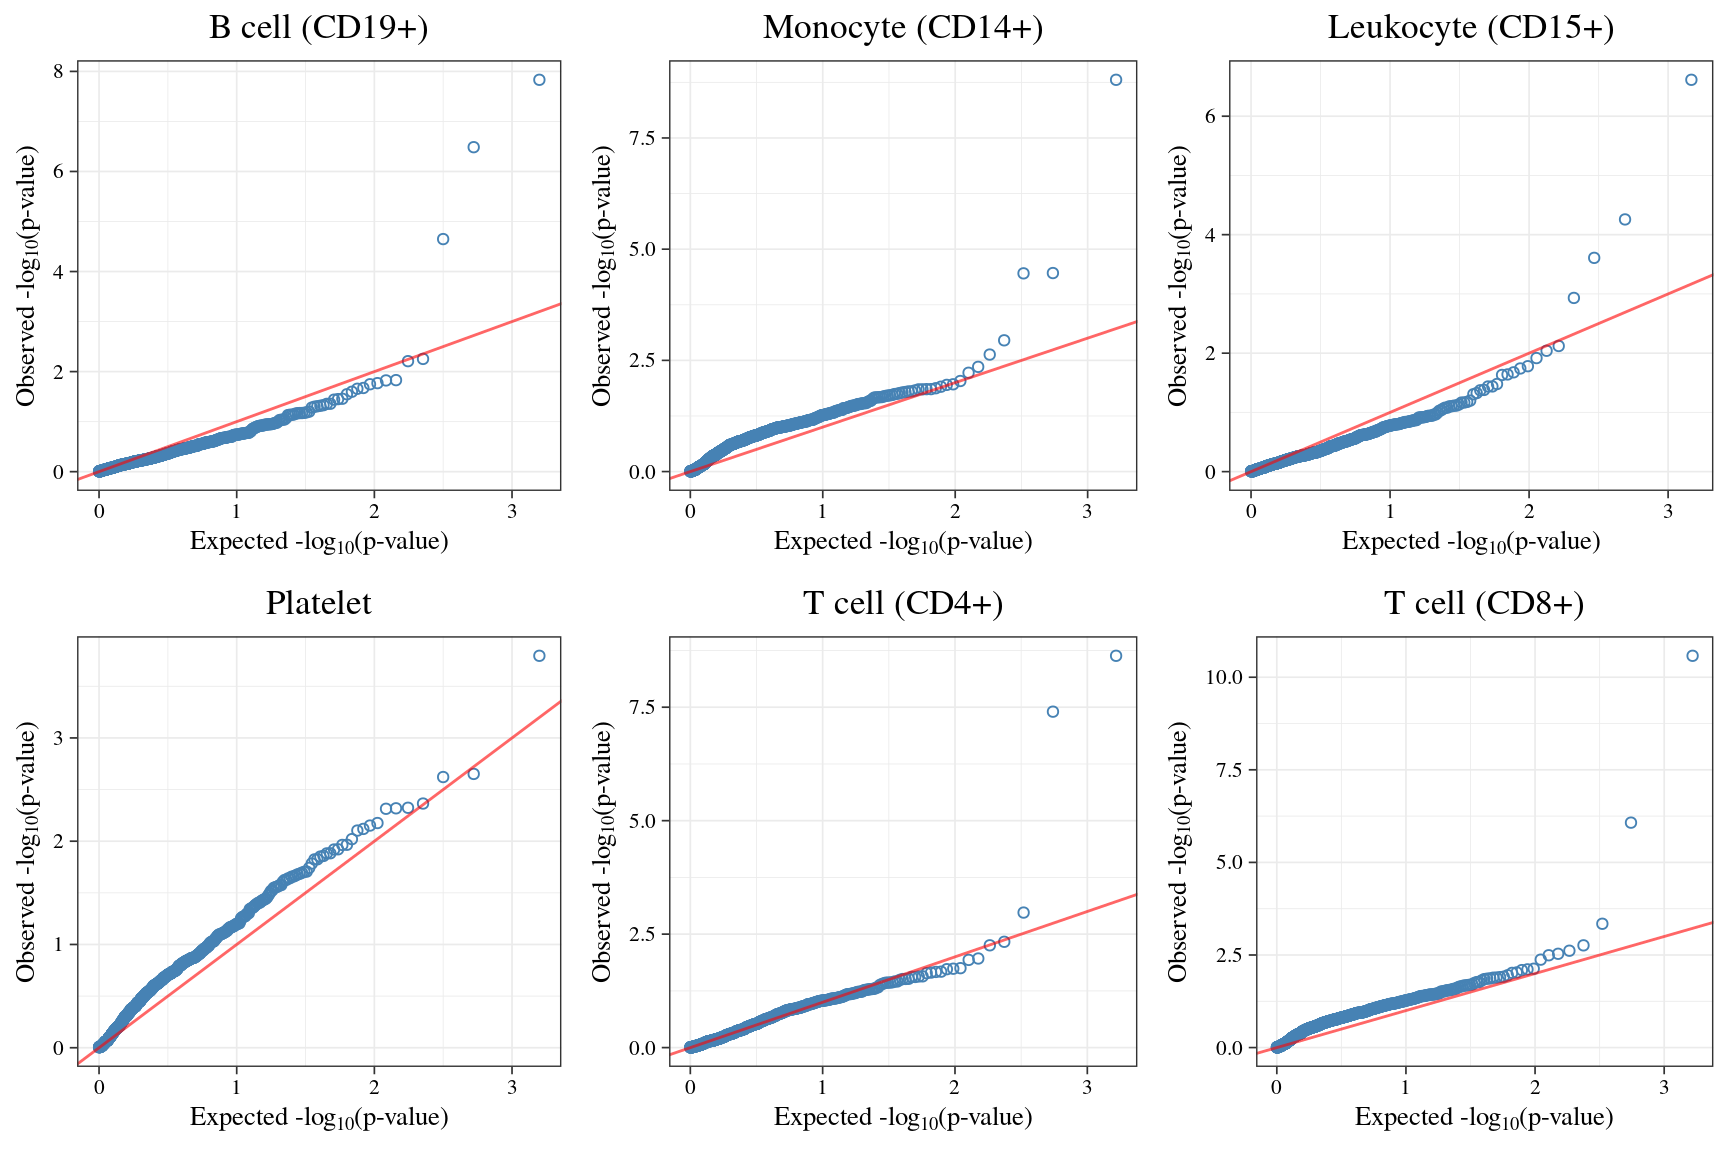 B cell (CD19+)
Observed -log10(p-value)
8
6
4
2
0
0 1 2 3
Expected -log10(p-value)
Monocyte (CD14+)
Observed -log10(p-value)
7.5
5.0
2.5
0.0
0 1 2 3
Expected -log10(p-value)
Leukocyte (CD15+)
Observed -log10(p-value)
6
4
2
0
0 1 2 3
Expected -log10(p-value)
Platelet
Observed -log10(p-value)
3
2
1
0
0 1 2 3
Expected -log10(p-value)
T cell (CD4+)
Observed -log10(p-value)
7.5
5.0
2.5
0.0
0 1 2 3
Expected -log10(p-value)
T cell (CD8+)
Observed -log10(p-value)
10.0
7.5
5.0
2.5
0.0
0 1 2 3
Expected -log10(p-value)